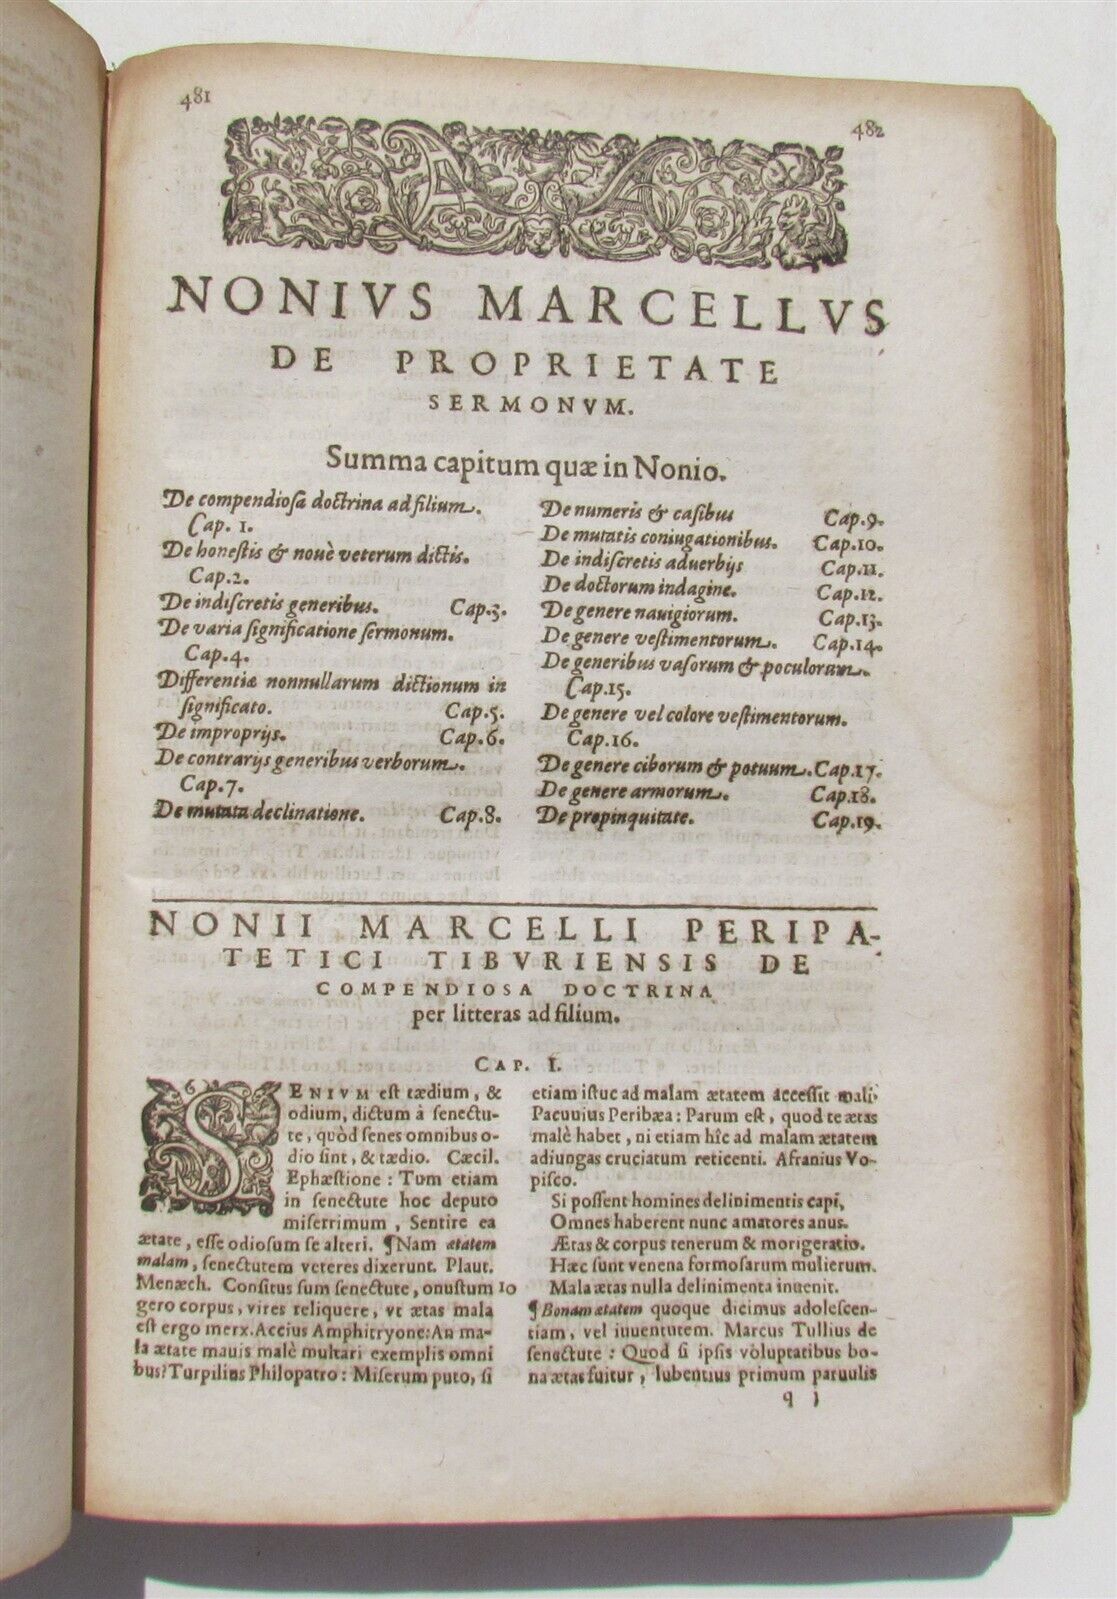 481
482
NONIVS MARCELLVS
DE PROPRIETATE
SERMONVM.
Summa capitum quæ in Nonio.
De compendiosa doctrina ad filium.
Cap. 1.
De honestis & nouè veterum dictis.
Cap.2.
De indiscretis generibus. Cap.3.
De varia significatione sermonum.
Cap.4.
Differentiæ nonnullarum dictionum in
significato. Cap.5.
De improprijs. Cap.6.
De contrarijs generibus verborum.
Cap.7.
De mutata declinatione. Cap.8.
De numeris & casibus Cap.9.
De mutatis coniugationibus. Cap.10.
De indiscretis aduerbijs Cap.11.
De doctorum indagine. Cap.12.
De genere nauigiorum. Cap.13.
De genere vestimentorum. Cap.14.
De generibus vasorum & poculorum.
Cap.15.
De genere vel colore vestimentorum.
Cap.16.
De genere ciborum & potuum. Cap.17.
De genere armorum. Cap.18.
De propinquitate. Cap.19.
NONII MARCELLI PERIPA-
TETICI TIBVRIENSIS DE
COMPENDIOSA DOCTRINA
per litteras ad filium.
CAP. I.
SENIVM est tædium, &
odium, dictum à senectu-
te, quòd senes omnibus o-
dio sint, & tædio. Cæcil.
Ephæstione: Tum etiam
in senectute hoc deputo
miserrimum, Sentire ea
ætate, esse odiosum se alteri. ¶Nam ætatem
malam, senectutem veteres dixerunt. Plaut.
Menæch. Consitus sum senectute, onustum 10
gero corpus, vires reliquere, vt ætas mala
est ergo merx. Accius Amphitryone: An ma-
la ætate mauis malè multari exemplis omni
bus? Turpilius Philopatro: Miserum puto, si
etiam istuc ad malam ætatem accessit mali.
Pacuuius Peribæa: Parum est, quod te ætas
malè habet, ni etiam hîc ad malam ætatem
adiungas cruciatum reticenti. Afranius Vo-
pisco.
Si possent homines delinimentis capi,
Omnes haberent nunc amatores anus.
Ætas & corpus tenerum & morigeratio.
Hæc sunt venena formosarum mulierum.
Mala ætas nulla delinimenta inuenit.
¶Bonam ætatem quoque dicimus adolescen-
tiam, vel iuuentutem. Marcus Tullius de
senectute: Quod si ipsis voluptatibus bo-
na ætas fuitur, lubentius primum paruulis
q 1